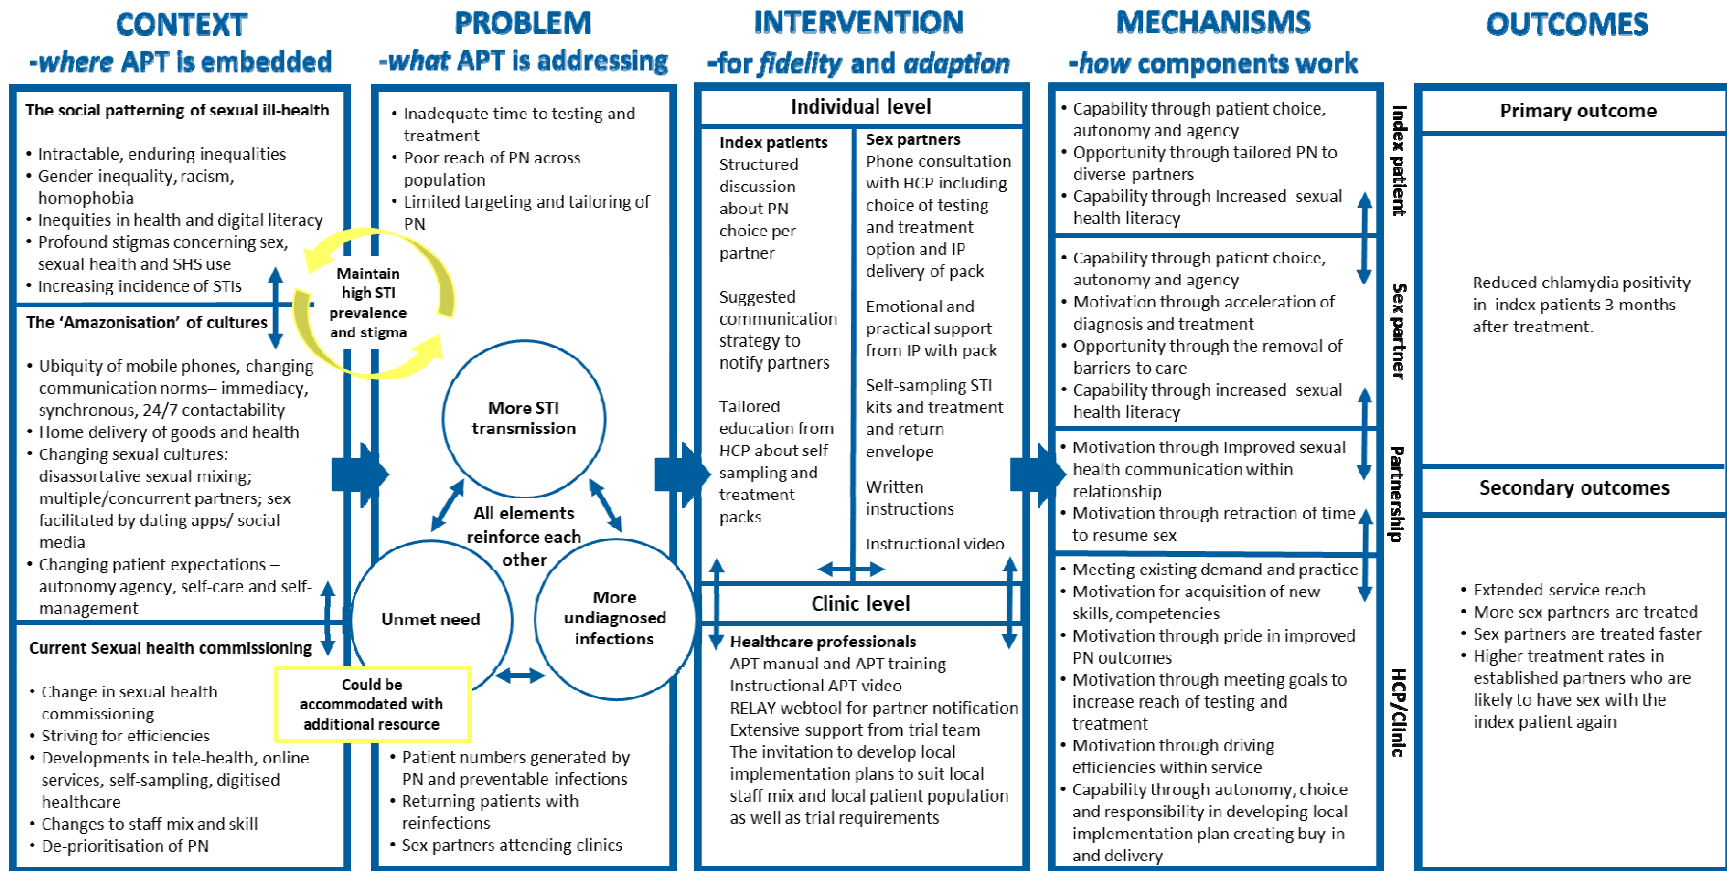 CONTEXT
-where APT is embedded
The social patterning of sexual ill-health
• Intractable, enduring inequalities
• Gender inequality, racism,
homophobia
• Inequities in health and digital literacy
• Profound stigmas concerning sex,
sexual health and SHS use
• Increasing incidence of STIs
The 'Amazonisation' of cultures
• Ubiquity of mobile phones, changing
communication norms– immediacy,
synchronous, 24/7 contactability
• Home delivery of goods and health
• Changing sexual cultures:
disassortative sexual mixing;
multiple/concurrent partners; sex
facilitated by dating apps/ social
media
• Changing patient expectations –
autonomy agency, self-care and self-
management
Current Sexual health commissioning
• Change in sexual health
commissioning
• Striving for efficiencies
• Developments in tele-health, online
services, self-sampling, digitised
healthcare
• Changes to staff mix and skill
• De-prioritisation of PN
Maintain
high STI
prevalence
and stigma
Could be
accommodated with
additional resource
PROBLEM
-what APT is addressing
• Inadequate time to testing and
treatment
• Poor reach of PN across
population
• Limited targeting and tailoring of
PN
More STI
transmission
All elements
reinforce each
other
Unmet need
More
undiagnosed
infections
• Patient numbers generated by
PN and preventable infections
• Returning patients with
reinfections
• Sex partners attending clinics
INTERVENTION
-for fidelity and adaption
Individual level
Index patients
Structured
discussion
about PN
choice per
partner
Suggested
communication
strategy to
notify partners
Tailored
education from
HCP about self
sampling and
treatment
packs
Sex partners
Phone consultation
with HCP including
choice of testing
and treatment
option and IP
delivery of pack
Emotional and
practical support
from IP with pack
Self-sampling STI
kits and treatment
and return
envelope
Written
instructions
Instructional video
Clinic level
Healthcare professionals
APT manual and APT training
Instructional APT video
RELAY webtool for partner notification
Extensive support from trial team
The invitation to develop local
implementation plans to suit local
staff mix and local patient population
as well as trial requirements
MECHANISMS
-how components work
• Capability through patient choice,
autonomy and agency
• Opportunity through tailored PN to
diverse partners
• Capability through Increased sexual
health literacy
Index patient
• Capability through patient choice,
autonomy and agency
• Motivation through acceleration of
diagnosis and treatment
• Opportunity through the removal of
barriers to care
• Capability through increased sexual
health literacy
Sex partner
• Motivation through Improved sexual
health communication within
relationship
• Motivation through retraction of time
to resume sex
Partnership
• Meeting existing demand and practice
• Motivation for acquisition of new
skills, competencies
• Motivation through pride in improved
PN outcomes
• Motivation through meeting goals to
increase reach of testing and
treatment
• Motivation through driving
efficiencies within service
• Capability through autonomy, choice
and responsibility in developing local
implementation plan creating buy in
and delivery
HCP/Clinic
OUTCOMES
Primary outcome
Reduced chlamydia positivity
in index patients 3 months
after treatment.
Secondary outcomes
• Extended service reach
• More sex partners are treated
• Sex partners are treated faster
• Higher treatment rates in
established partners who are
likely to have sex with the
index patient again